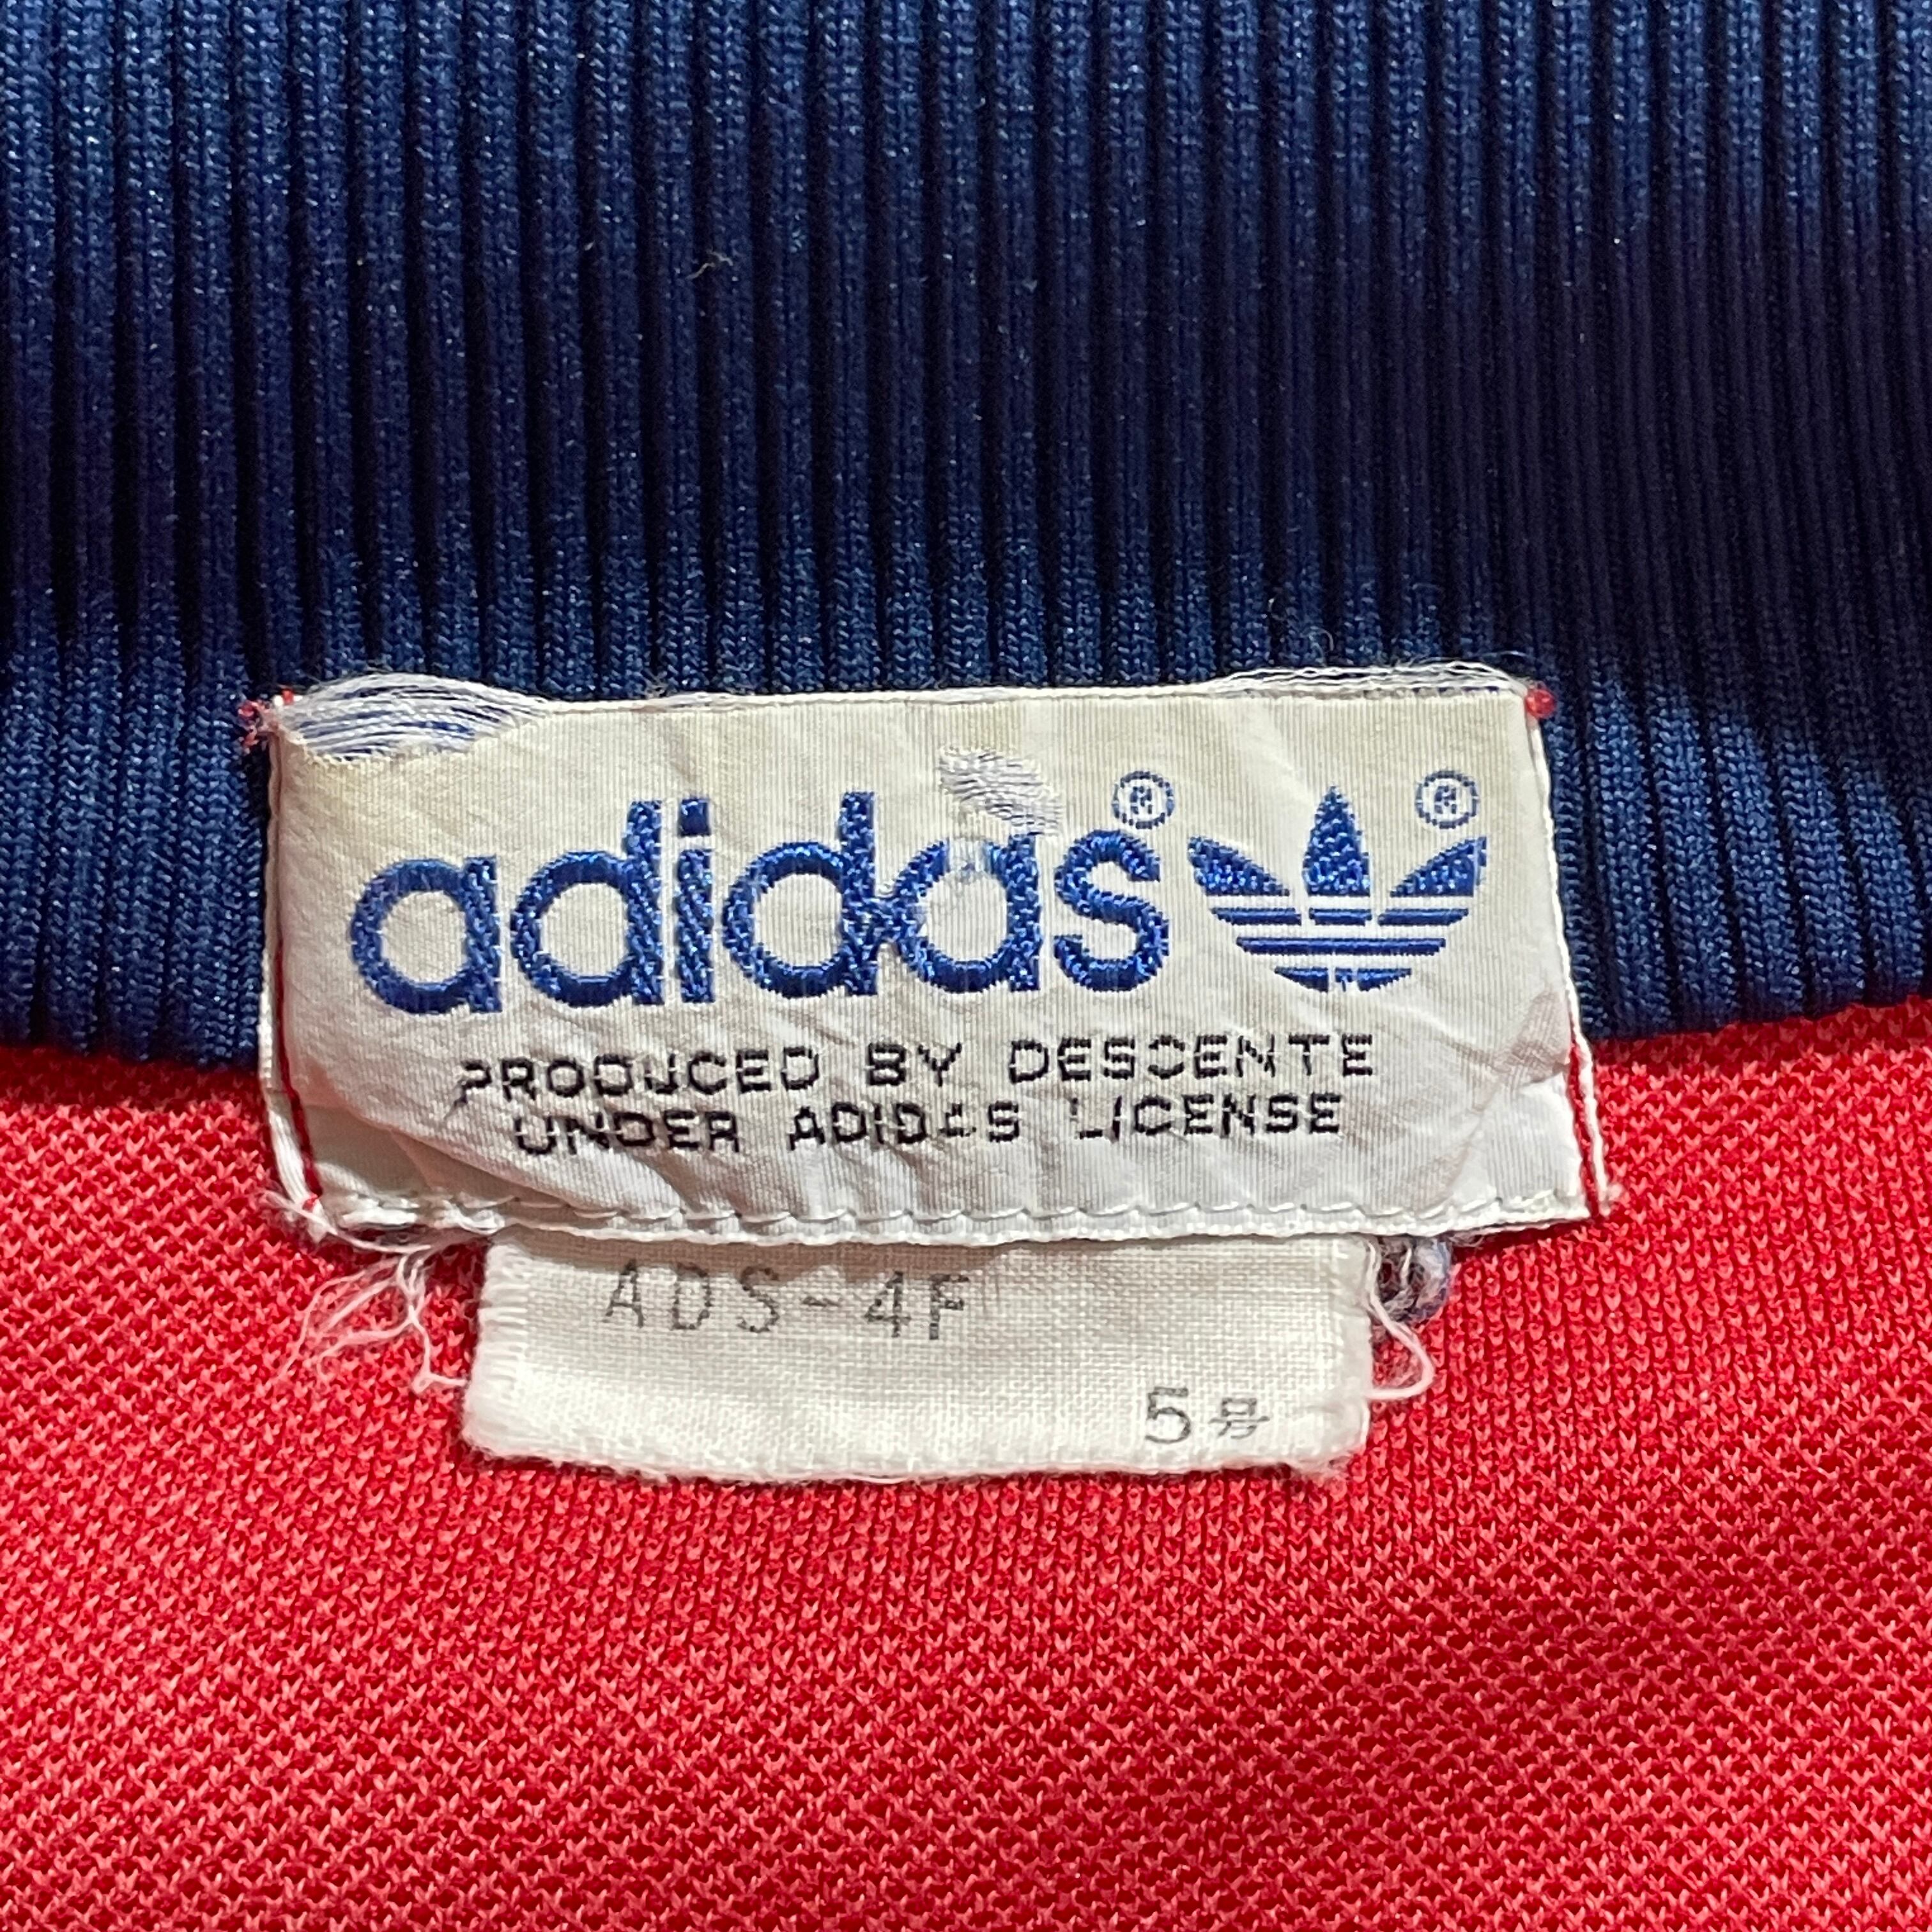 adidas® ®
PRODUCED BY DESCENTE
UNDER ADIDAS LICENSE
ADS-4F
5号